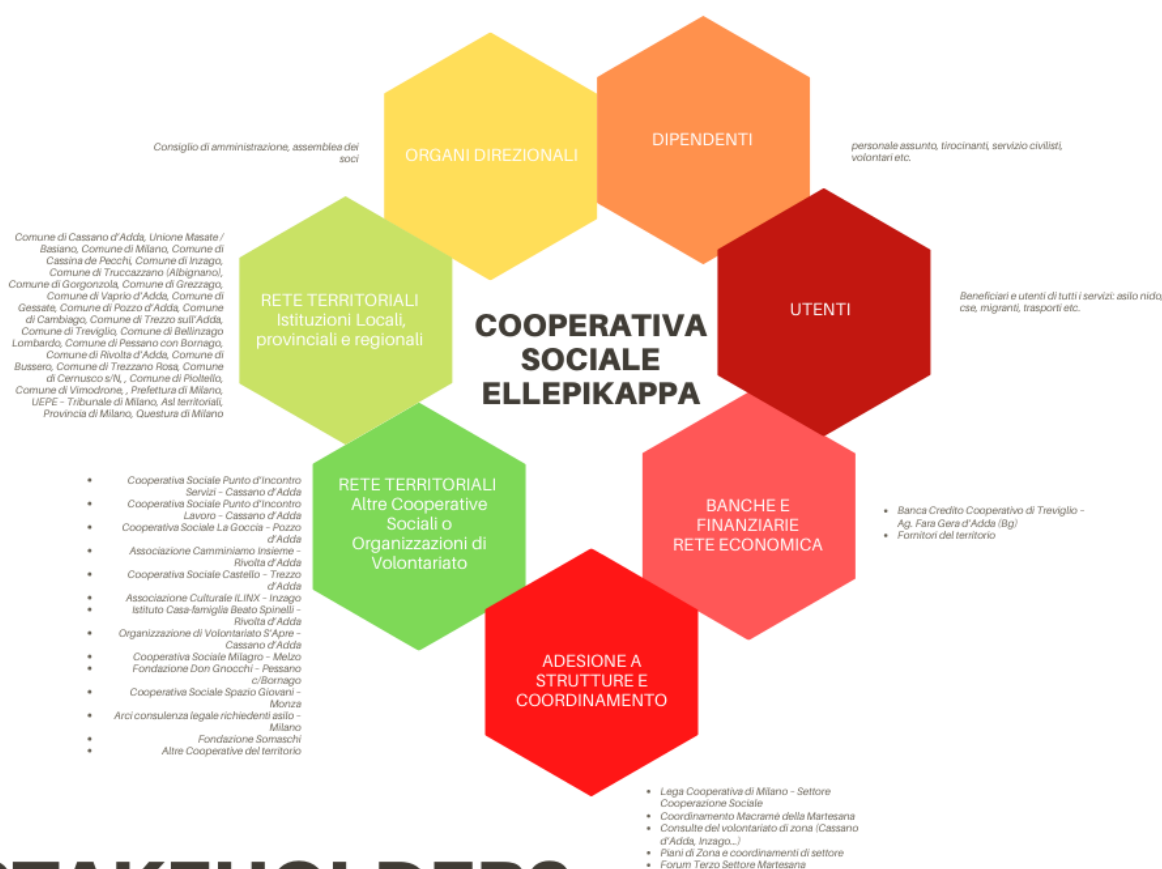 Consiglio di amministrazione, assemblea dei
soci
ORGANI DIREZIONALI
DIPENDENTI
personale assunto, tirocinanti, servizio civilisti,
volontari etc.
Comune di Cassano d'Adda, Unione Masate /
Basiano, Comune di Milano, Comune di
Cassina de Pecchi, Comune di Inzago,
Comune di Truccazzano (Albignano),
Comune di Gorgonzola, Comune di Grezzago,
Comune di Vaprio d'Adda, Comune di
Gessate, Comune di Pozzo d'Adda, Comune
di Cambiago, Comune di Trezzo sull'Adda,
Comune di Treviglio, Comune di Bellinzago
Lombardo, Comune di Pessano con Bornago,
Comune di Rivolta d'Adda, Comune di
Bussero, Comune di Trezzano Rosa, Comune
di Cernusco s/N, , Comune di Pioltello,
Comune di Vimodrone, , Prefettura di Milano,
UEPE – Tribunale di Milano, Asl territoriali,
Provincia di Milano, Questura di Milano
RETE TERRITORIALI
Istituzioni Locali,
provinciali e regionali
COOPERATIVA
SOCIALE
ELLEPIKAPPA
UTENTI
Beneficiari e utenti di tutti i servizi: asilo nido,
cse, migranti, trasporti etc.
• Cooperativa Sociale Punto d'Incontro
Servizi – Cassano d'Adda
• Cooperativa Sociale Punto d'Incontro
Lavoro – Cassano d'Adda
• Cooperativa Sociale La Goccia – Pozzo
d'Adda
• Associazione Camminiamo Insieme –
Rivolta d'Adda
• Cooperativa Sociale Castello – Trezzo
d'Adda
• Associazione Culturale ILINX – Inzago
• Istituto Casa-famiglia Beato Spinelli –
Rivolta d'Adda
• Organizzazione di Volontariato S'Apre –
Cassano d'Adda
• Cooperativa Sociale Milagro – Melzo
• Fondazione Don Gnocchi – Pessano
c/Bornago
• Cooperativa Sociale Spazio Giovani –
Monza
• Arci consulenza legale richiedenti asilo –
Milano
• Fondazione Somaschi
• Altre Cooperative del territorio
RETE TERRITORIALI
Altre Cooperative
Sociali o
Organizzazioni di
Volontariato
BANCHE E
FINANZIARIE
RETE ECONOMICA
• Banca Credito Cooperativo di Treviglio –
Ag. Fara Gera d'Adda (Bg)
• Fornitori del territorio
ADESIONE A
STRUTTURE E
COORDINAMENTO
• Lega Cooperativa di Milano – Settore
Cooperazione Sociale
• Coordinamento Macramè della Martesana
• Consulte del volontariato di zona (Cassano
d'Adda, Inzago...)
• Piani di Zona e coordinamenti di settore
• Forum Terzo Settore Martesana